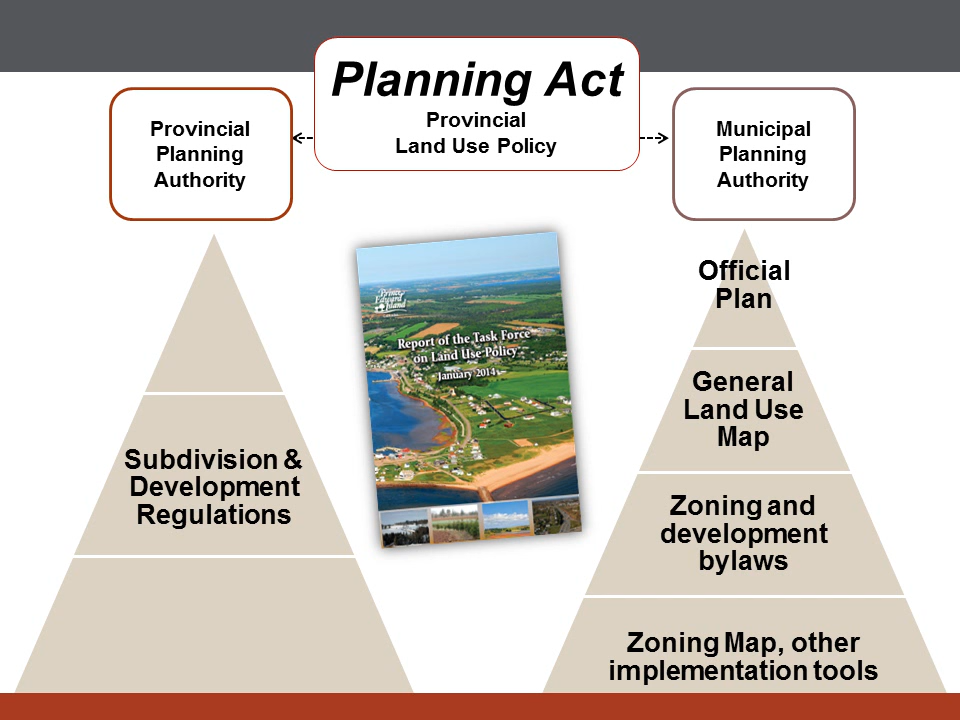 Planning Act
Provincial
Land Use Policy
Provincial
Planning
Authority
Municipal
Planning
Authority
Subdivision &
Development
Regulations
Prince
Edward
Island
CANADA
Report of the Task Force
on Land Use Policy
January 2014
Official
Plan
General
Land Use
Map
Zoning and
development
bylaws
Zoning Map, other
implementation tools